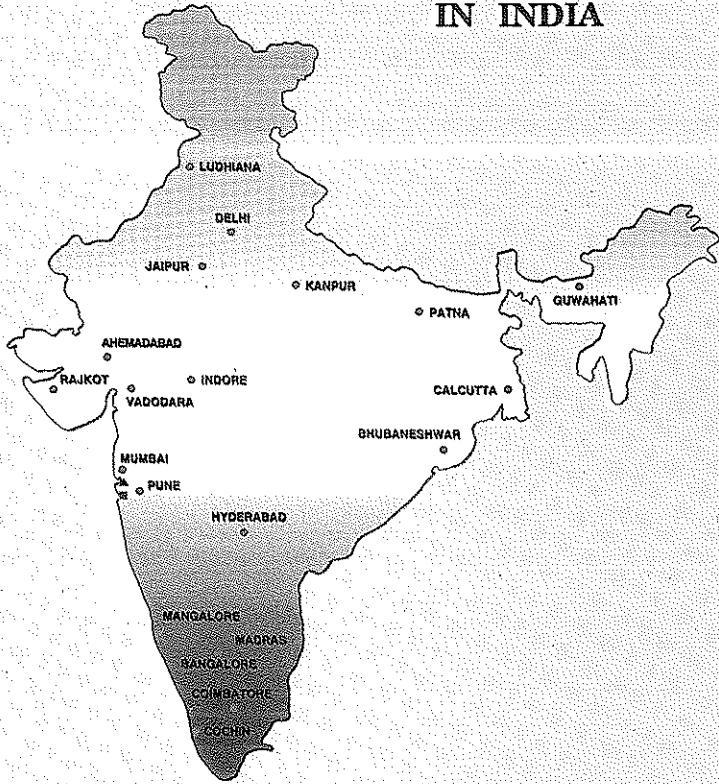 IN INDIA
LUDHIANA
DELHI
JAIPUR
KANPUR
GUWAHATI
PATNA
AHEMADABAD
RAJKOT
INDORE
VADODARA
CALCUTTA
BHUBANESHWAR
MUMBAI
PUNE
HYDERABAD
MANGALORE
MADRAS
BANGALORE
COIMBATORE
COCHIN